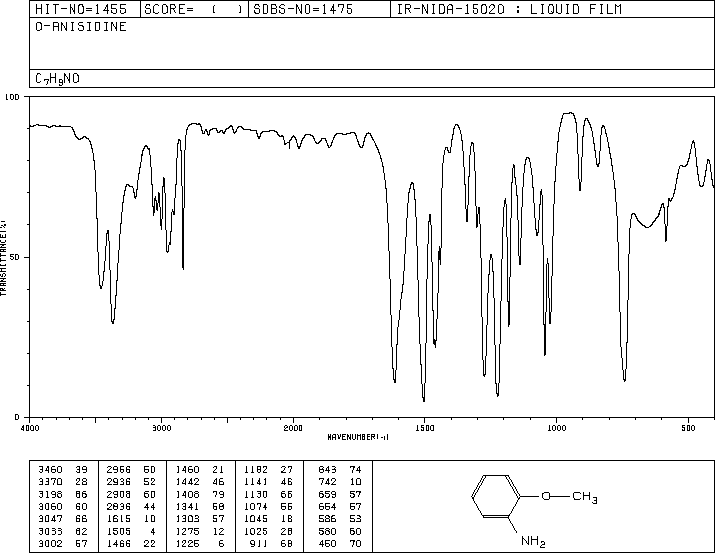 HIT-NO=1455 SCORE= ( ) SDBS-NO=1475 IR-NIDA-15020 : LIQUID FILM
O-ANISIDINE
C7H9NO
100
50
0
TRANSMITTANCE(%)
4000 3000 2000 1500 1000 500
WAVENUMBER(-1)
3460 39 2956 50 1460 21 1182 27 843 74
3370 28 2936 52 1442 46 1141 46 742 10
3198 66 2908 60 1408 79 1130 66 659 57
3060 60 2836 44 1341 58 1074 55 654 57
3047 66 1615 10 1303 57 1045 18 586 53
3033 62 1505 4 1275 12 1025 28 580 60
3002 57 1466 22 1225 6 911 68 460 70
O CH3
NH2